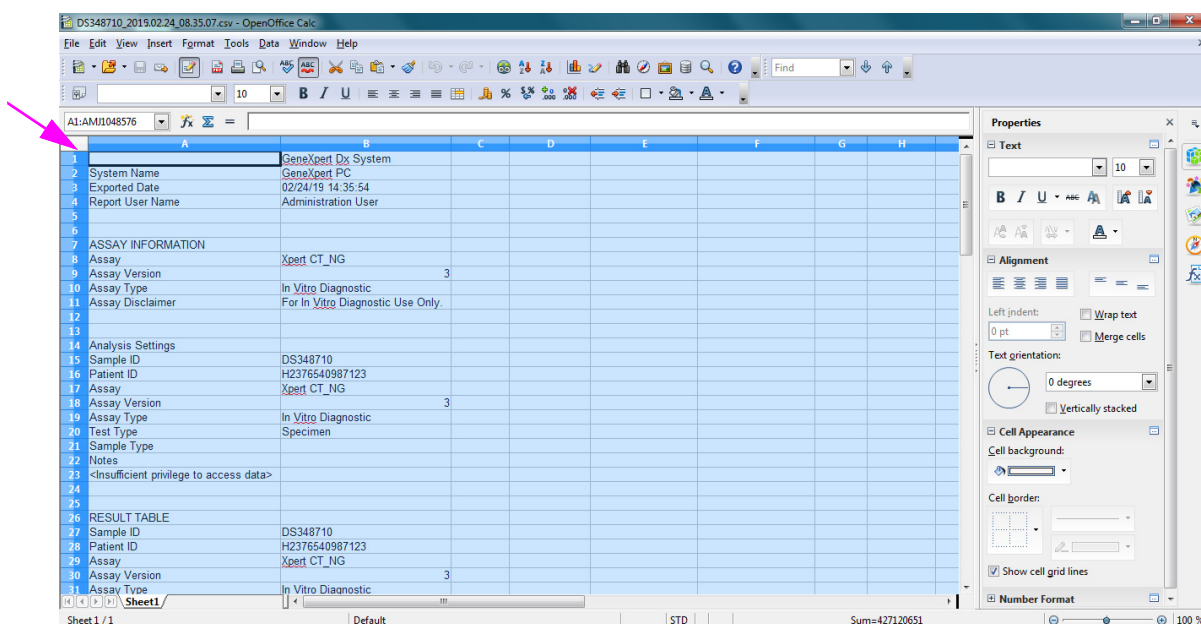 DS348710_2019.02.24_08.35.07.csv - OpenOffice Calc
File Edit View Insert Format Tools Data Window Help
ABC ABC Find
10 B I U
A1:AMJ1048576 fx Σ =
A B C D E F G H
1 GeneXpert Dx System
2 System Name GeneXpert PC
3 Exported Date 02/24/19 14:35:54
4 Report User Name Administration User
5
6
7 ASSAY INFORMATION
8 Assay Xpert CT_NG
9 Assay Version 3
10 Assay Type In Vitro Diagnostic
11 Assay Disclaimer For In Vitro Diagnostic Use Only.
12
13
14 Analysis Settings
15 Sample ID DS348710
16 Patient ID H2376540987123
17 Assay Xpert CT_NG
18 Assay Version 3
19 Assay Type In Vitro Diagnostic
20 Test Type Specimen
21 Sample Type
22 Notes
23 <Insufficient privilege to access data>
24
25
26 RESULT TABLE
27 Sample ID DS348710
28 Patient ID H2376540987123
29 Assay Xpert CT_NG
30 Assay Version 3
31 Assay Type In Vitro Diagnostic
Sheet1
Sheet 1 / 1 Default STD Sum=427120651 100 %
Properties
Text
10
B I U ABC
Alignment
Left indent: Wrap text
0 pt Merge cells
Text orientation:
0 degrees
Vertically stacked
Cell Appearance
Cell background:
Cell border:
Show cell grid lines
Number Format